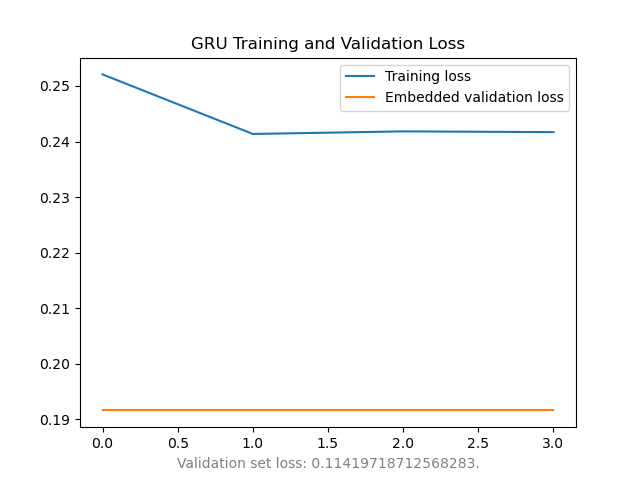 GRU Training and Validation Loss
Training loss
Embedded validation loss
0.25
0.24
0.23
0.22
0.21
0.20
0.19
0.0 0.5 1.0 1.5 2.0 2.5 3.0
Validation set loss: 0.11419718712568283.